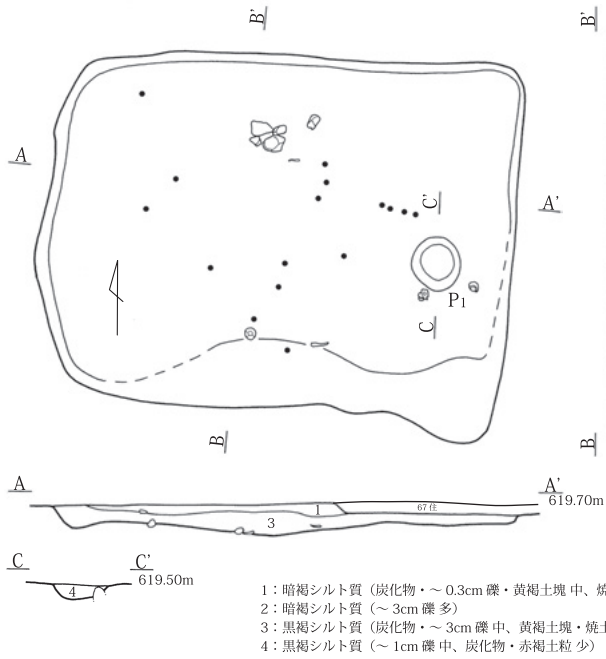 B'
B'
A
A'
C'
P1
C
B
B
A
A'
1
67住
619.70m
3
C
C'
4
619.50m
1：暗褐シルト質（炭化物・～ 0.3cm 礫・黄褐土塊 中、焼
2：暗褐シルト質（～ 3cm 礫 多）
3：黒褐シルト質（炭化物・～ 3cm 礫 中、黄褐土塊・焼土
4：黒褐シルト質（～ 1cm 礫 中、炭化物・赤褐土粒 少）